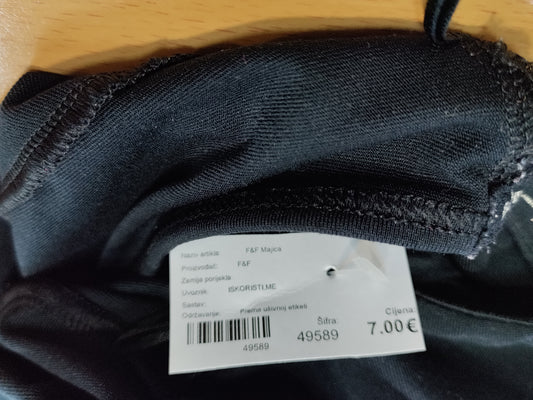 Naziv artikla: F&F Majica
Proizvođač: F&F
Zemlja porijekla:
Uvoznik: ISKORISTI.ME
Sastav:
Održavanje: Prema ušivnoj etiketi
Šifra: Cijena:
49589 7.00€
49589